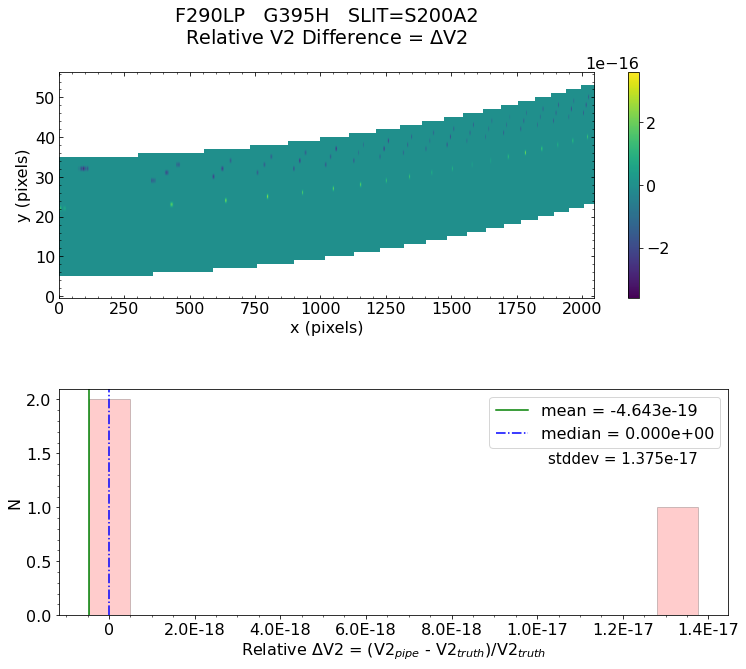 F290LP   G395H   SLIT=S200A2
Relative V2 Difference = ΔV2
1e−16
50
40
30
20
10
0
y (pixels)
0 250 500 750 1000 1250 1500 1750 2000
x (pixels)
2
0
−2
mean = -4.643e-19
median = 0.000e+00
stddev = 1.375e-17
2.0
1.5
1.0
0.5
0.0
N
0 2.0E-18 4.0E-18 6.0E-18 8.0E-18 1.0E-17 1.2E-17 1.4E-17
Relative ΔV2 = (V2pipe - V2truth)/V2truth